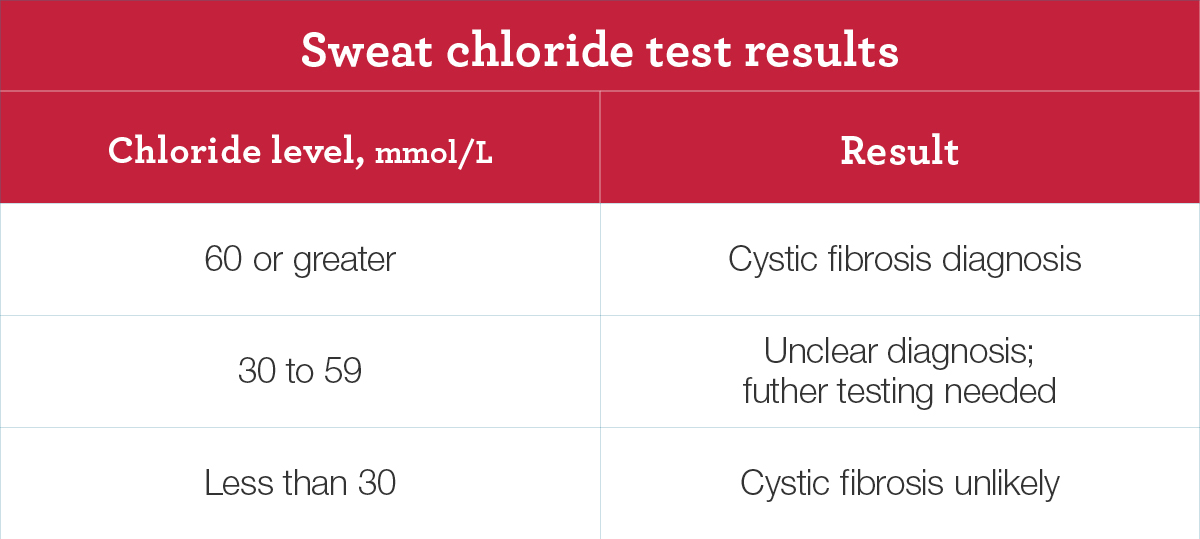 Sweat chloride test results
Chloride level, mmol/L
Result
60 or greater
Cystic fibrosis diagnosis
30 to 59
Unclear diagnosis;
futher testing needed
Less than 30
Cystic fibrosis unlikely